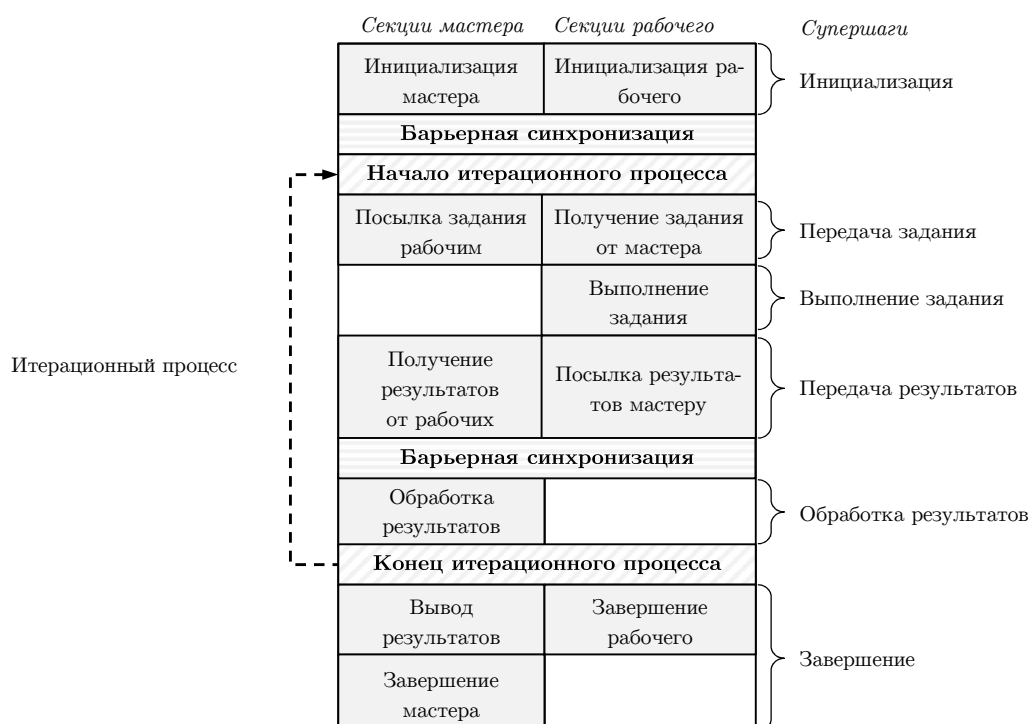 Секции мастера Секции рабочего Супершаги
Инициализация
мастера
Инициализация ра-
бочего
Инициализация
Барьерная синхронизация
Начало итерационного процесса
Посылка задания
рабочим
Получение задания
от мастера
Передача задания
Выполнение
задания
Выполнение задания
Итерационный процесс
Получение
результатов
от рабочих
Посылка результа-
тов мастеру
Передача результатов
Барьерная синхронизация
Обработка
результатов
Обработка результатов
Конец итерационного процесса
Вывод
результатов
Завершение
рабочего
Завершение
Завершение
мастера